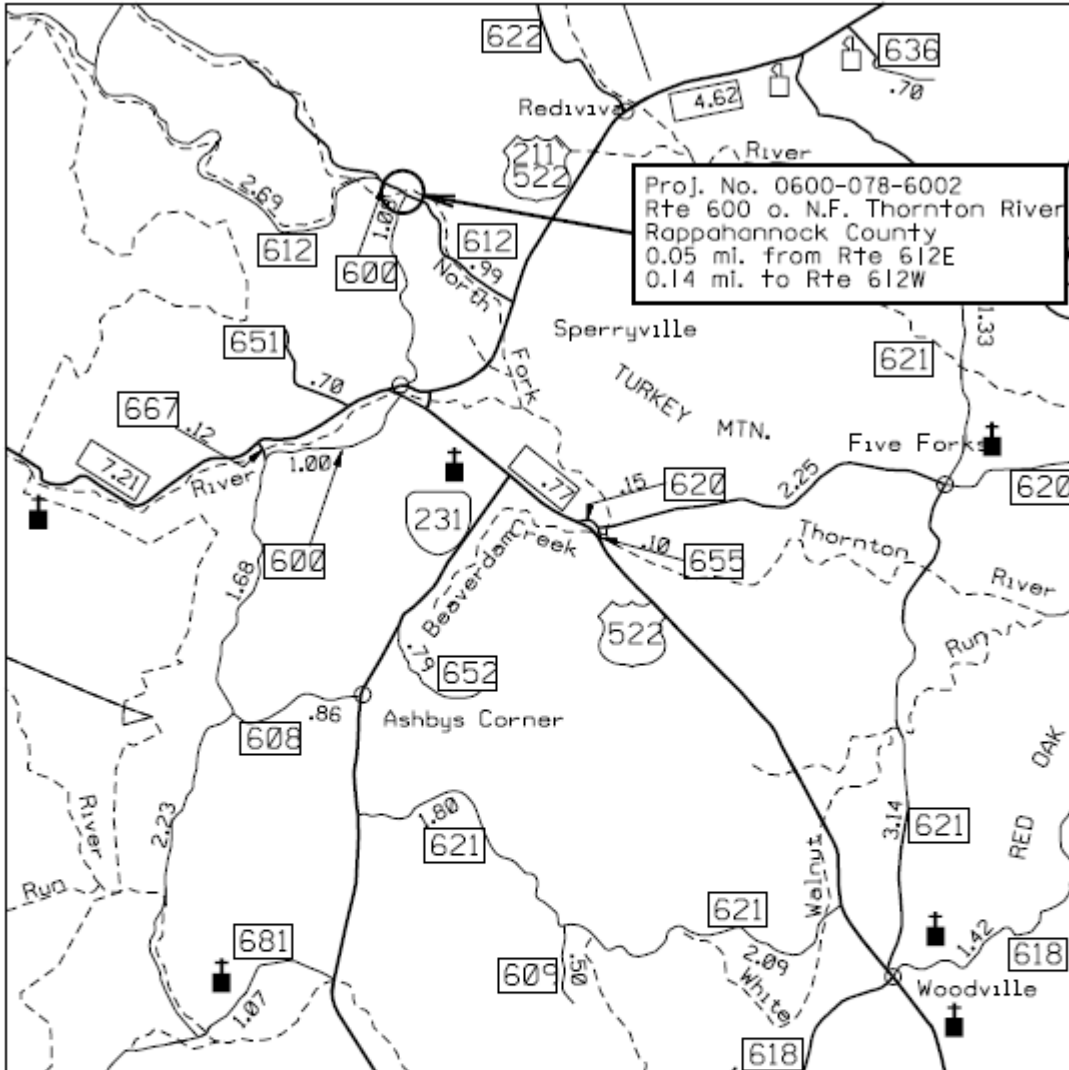 622
636
.70
4.62
Rediviva
211
522
River
Proj. No. 0600-078-6002
Rte 600 o. N.F. Thornton River
Rappahannock County
0.05 mi. from Rte 612E
0.14 mi. to Rte 612W
2.69
612
1.06
600
612
.99
North
Fork
Sperryville
TURKEY
MTN.
621
1.33
651
.70
667
.12
7.21
River
1.00
600
231
.77
.15
620
2.25
Five Forks
620
.10
655
Beaverdam
Creek
Thornton
River
Run
522
1.68
.79
652
.86
608
Ashbys Corner
2.23
River
Run
1.80
621
3.14
621
RED
OAK
Walnut
681
1.07
609
.50
621
2.09
White
1.42
618
Woodville
618